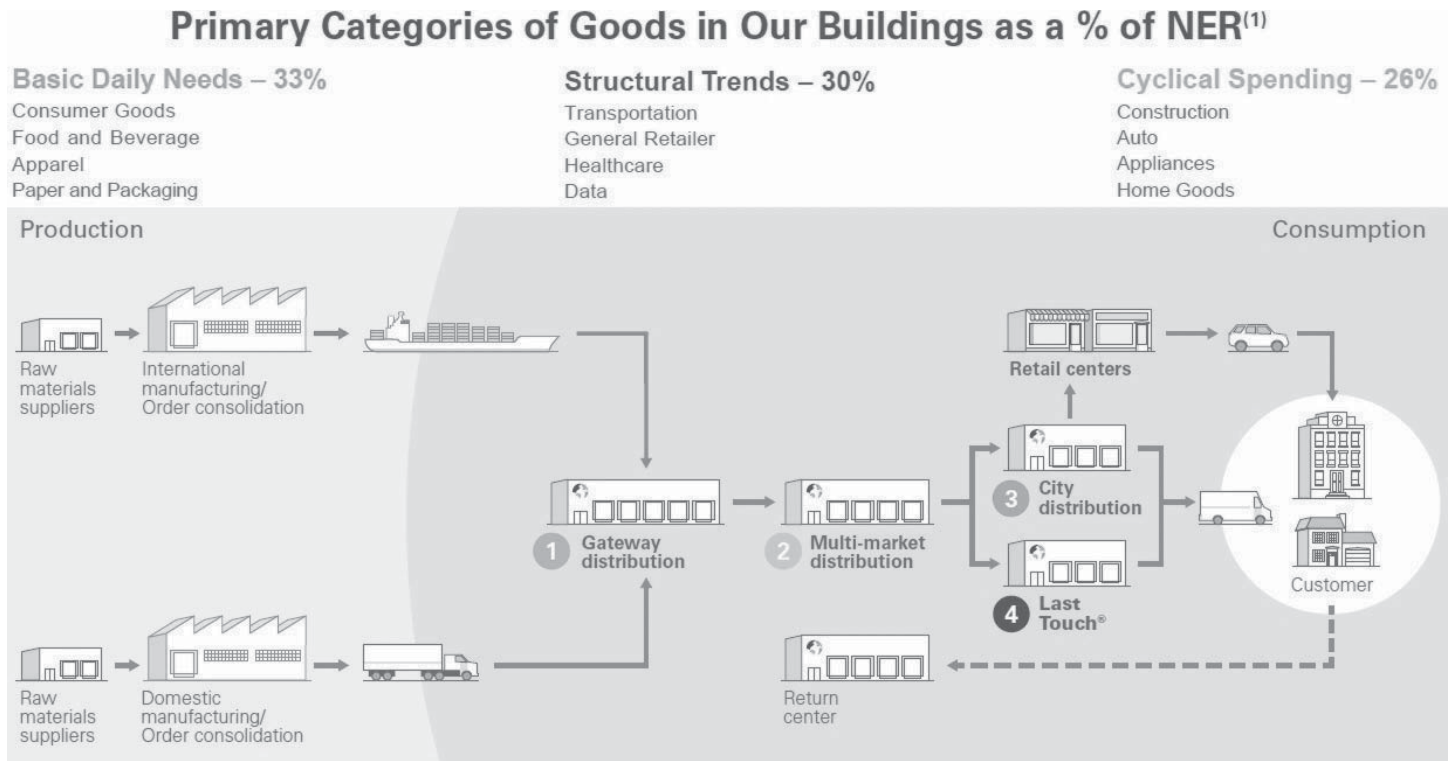 Primary Categories of Goods in Our Buildings as a % of NER(1)
Basic Daily Needs – 33%
Consumer Goods
Food and Beverage
Apparel
Paper and Packaging
Structural Trends – 30%
Transportation
General Retailer
Healthcare
Data
Cyclical Spending – 26%
Construction
Auto
Appliances
Home Goods
Production
Consumption
Raw
materials
suppliers
International
manufacturing/
Order consolidation
Retail centers
1 Gateway
distribution
2 Multi-market
distribution
3 City
distribution
4 Last
Touch®
Customer
Raw
materials
suppliers
Domestic
manufacturing/
Order consolidation
Return
center